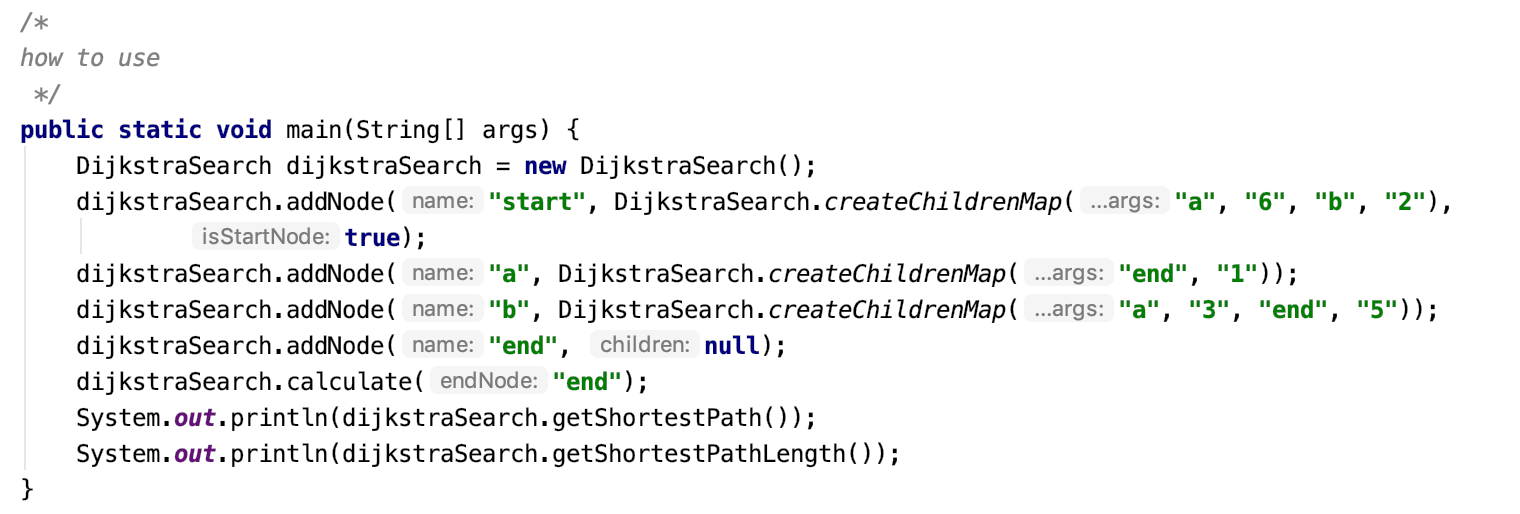 /*
how to use
*/
public static void main(String[] args) {
DijkstraSearch dijkstraSearch = new DijkstraSearch();
dijkstraSearch.addNode( name: "start", DijkstraSearch.createChildrenMap( ...args: "a", "6", "b", "2"),
isStartNode: true);
dijkstraSearch.addNode( name: "a", DijkstraSearch.createChildrenMap( ...args: "end", "1"));
dijkstraSearch.addNode( name: "b", DijkstraSearch.createChildrenMap( ...args: "a", "3", "end", "5"));
dijkstraSearch.addNode( name: "end", children: null);
dijkstraSearch.calculate( endNode: "end");
System.out.println(dijkstraSearch.getShortestPath());
System.out.println(dijkstraSearch.getShortestPathLength());
}